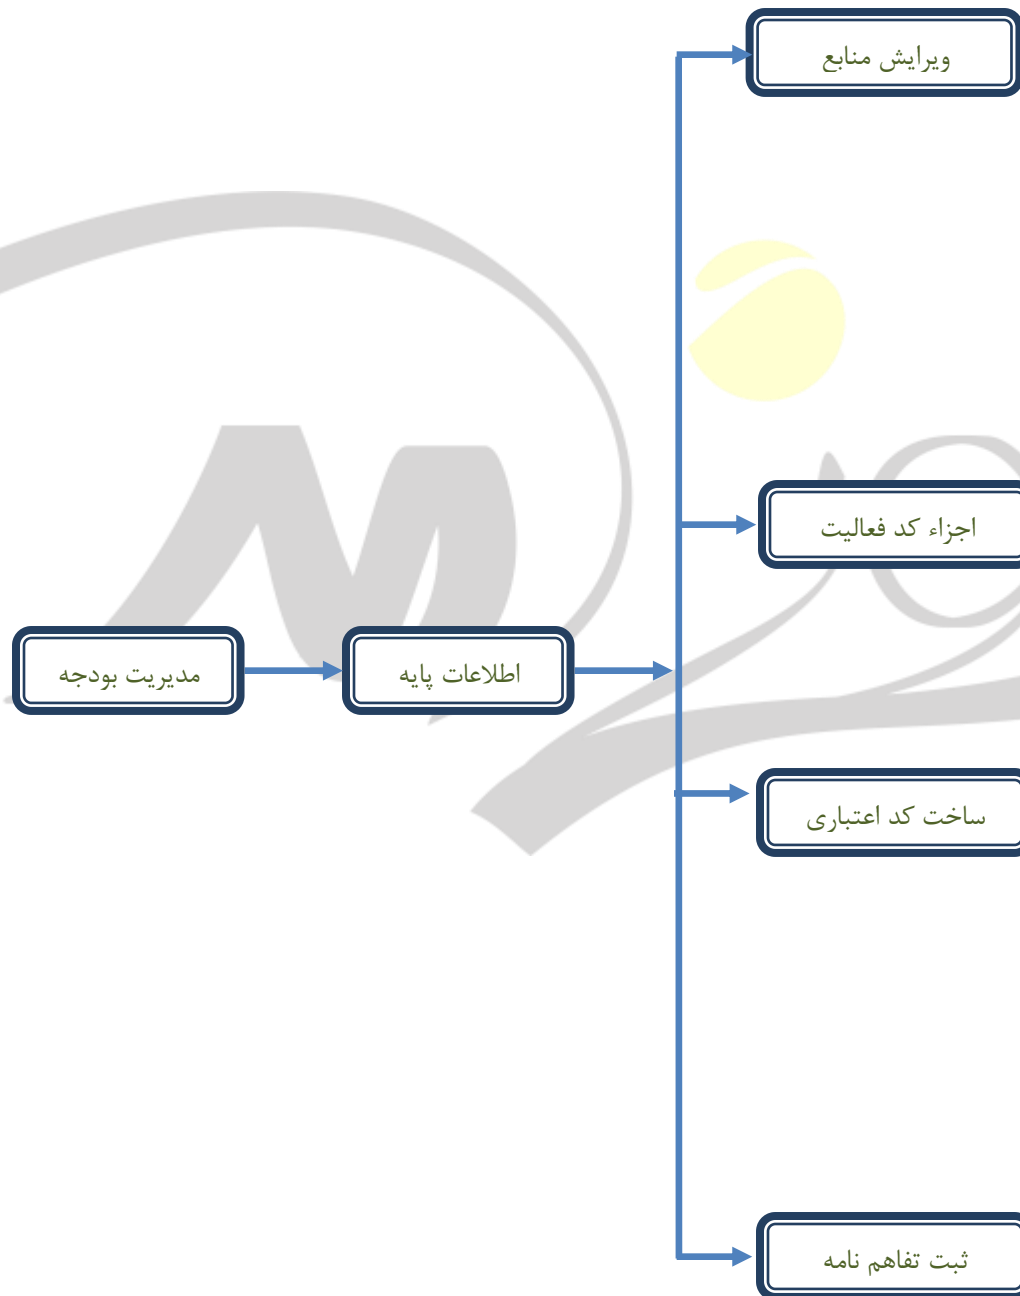 ویرایش منابع
اجزاء کد فعالیت
مدیریت بودجه
اطلاعات پایه
ساخت کد اعتباری
ثبت تفاهم نامه